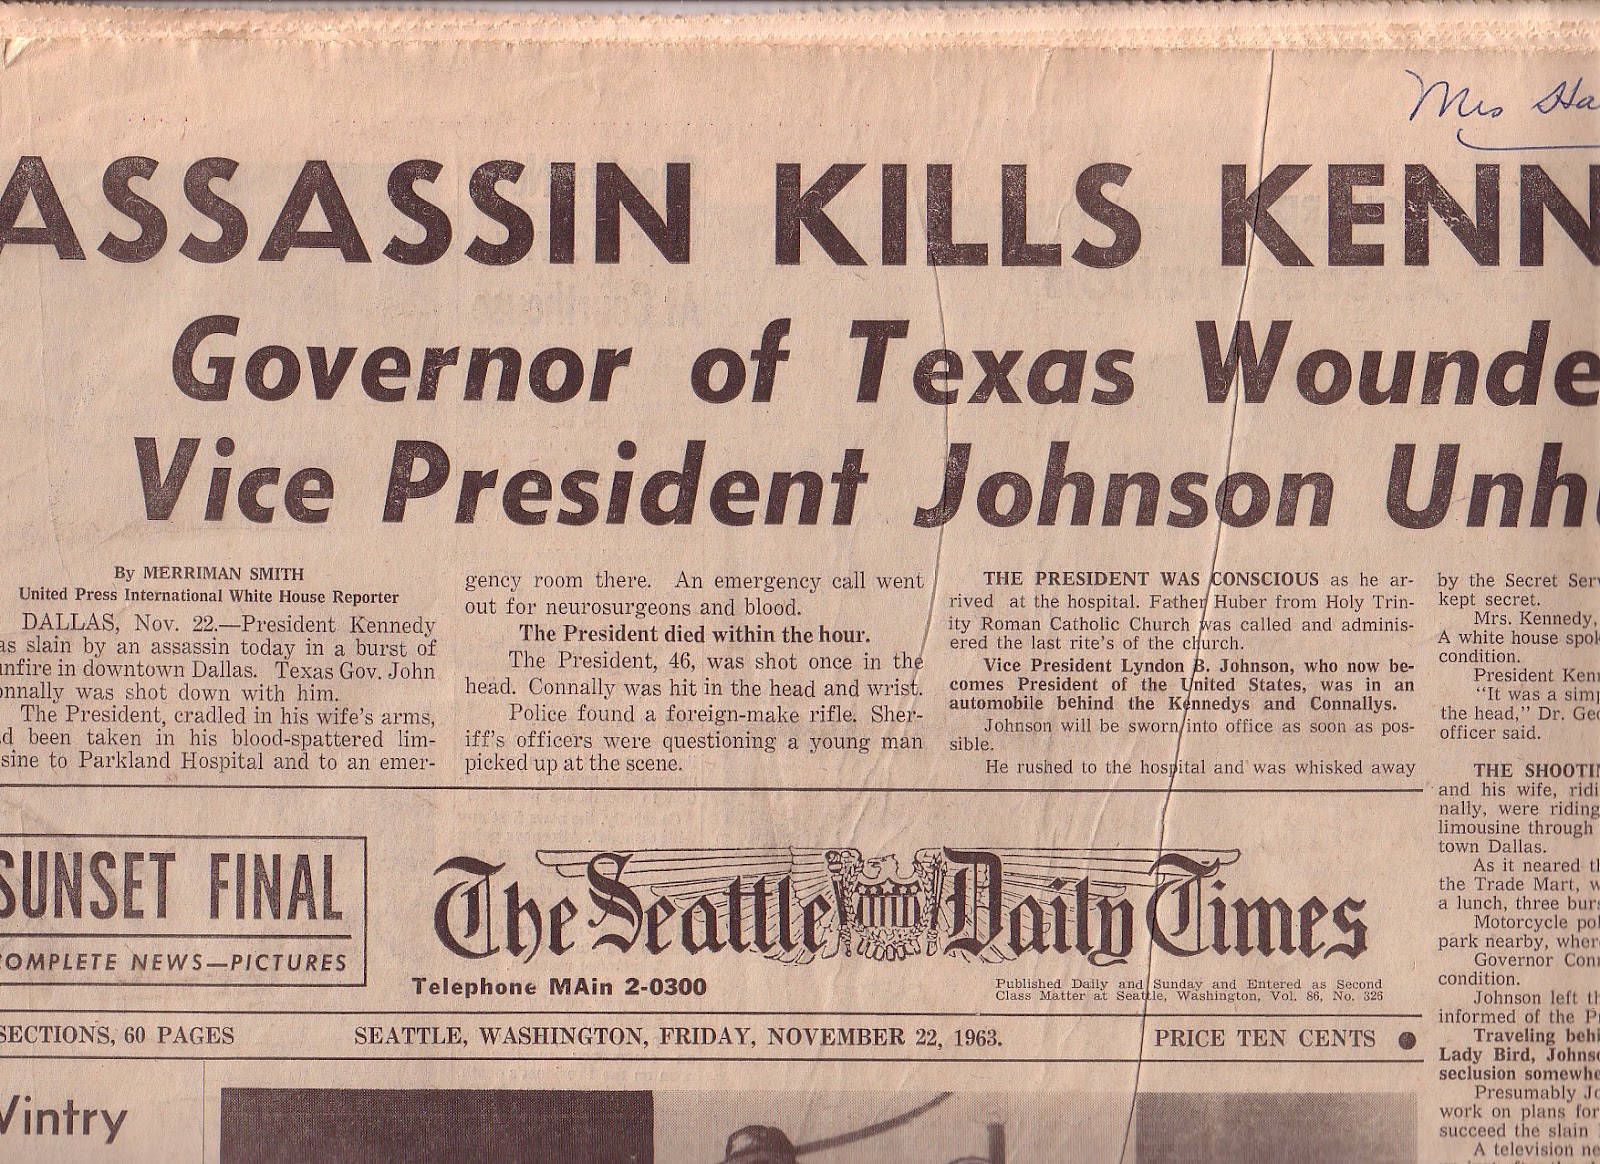 Mrs
ASSASSIN KILLS KENN
Governor of Texas Wounde
Vice President Johnson Unh
By MERRIMAN SMITH
United Press International White House Reporter
DALLAS, Nov. 22.—President Kennedy
as slain by an assassin today in a burst of
unfire in downtown Dallas. Texas Gov. John
onnally was shot down with him.
The President, cradled in his wife's arms,
d been taken in his blood-spattered lim-
sine to Parkland Hospital and to an emer-
gency room there. An emergency call went
out for neurosurgeons and blood.
The President died within the hour.
The President, 46, was shot once in the
head. Connally was hit in the head and wrist.
Police found a foreign-make rifle. Sher-
iff's officers were questioning a young man
picked up at the scene.
THE PRESIDENT WAS CONSCIOUS as he ar-
rived at the hospital. Father Huber from Holy Trin-
ity Roman Catholic Church was called and adminis-
ered the last rite's of the church.
Vice President Lyndon B. Johnson, who now be-
comes President of the United States, was in an
automobile behind the Kennedys and Connallys.
Johnson will be sworn into office as soon as pos-
sible.
He rushed to the hospital and was whisked away
by the Secret Ser
kept secret.
Mrs. Kennedy,
A white house spok
condition.
President Ken
"It was a simp
the head," Dr. Geo
officer said.
THE SHOOTI
and his wife, ridi
nally, were riding
limousine through
town Dallas.
As it neared t
the Trade Mart, w
a lunch, three burs
Motorcycle pol
park nearby, wher
Governor Con
condition.
Johnson left t
informed of the P
Traveling behi
Lady Bird, Johns
seclusion somewhe
Presumably Jo
work on plans for
succeed the slain
A television ne
SUNSET FINAL
COMPLETE NEWS—PICTURES
The Seattle Daily Times
Telephone MAin 2-0300
Published Daily and Sunday and Entered as Second
Class Matter at Seattle, Washington, Vol. 86, No. 326
SECTIONS, 60 PAGES
SEATTLE, WASHINGTON, FRIDAY, NOVEMBER 22, 1963.
PRICE TEN CENTS
Wintry